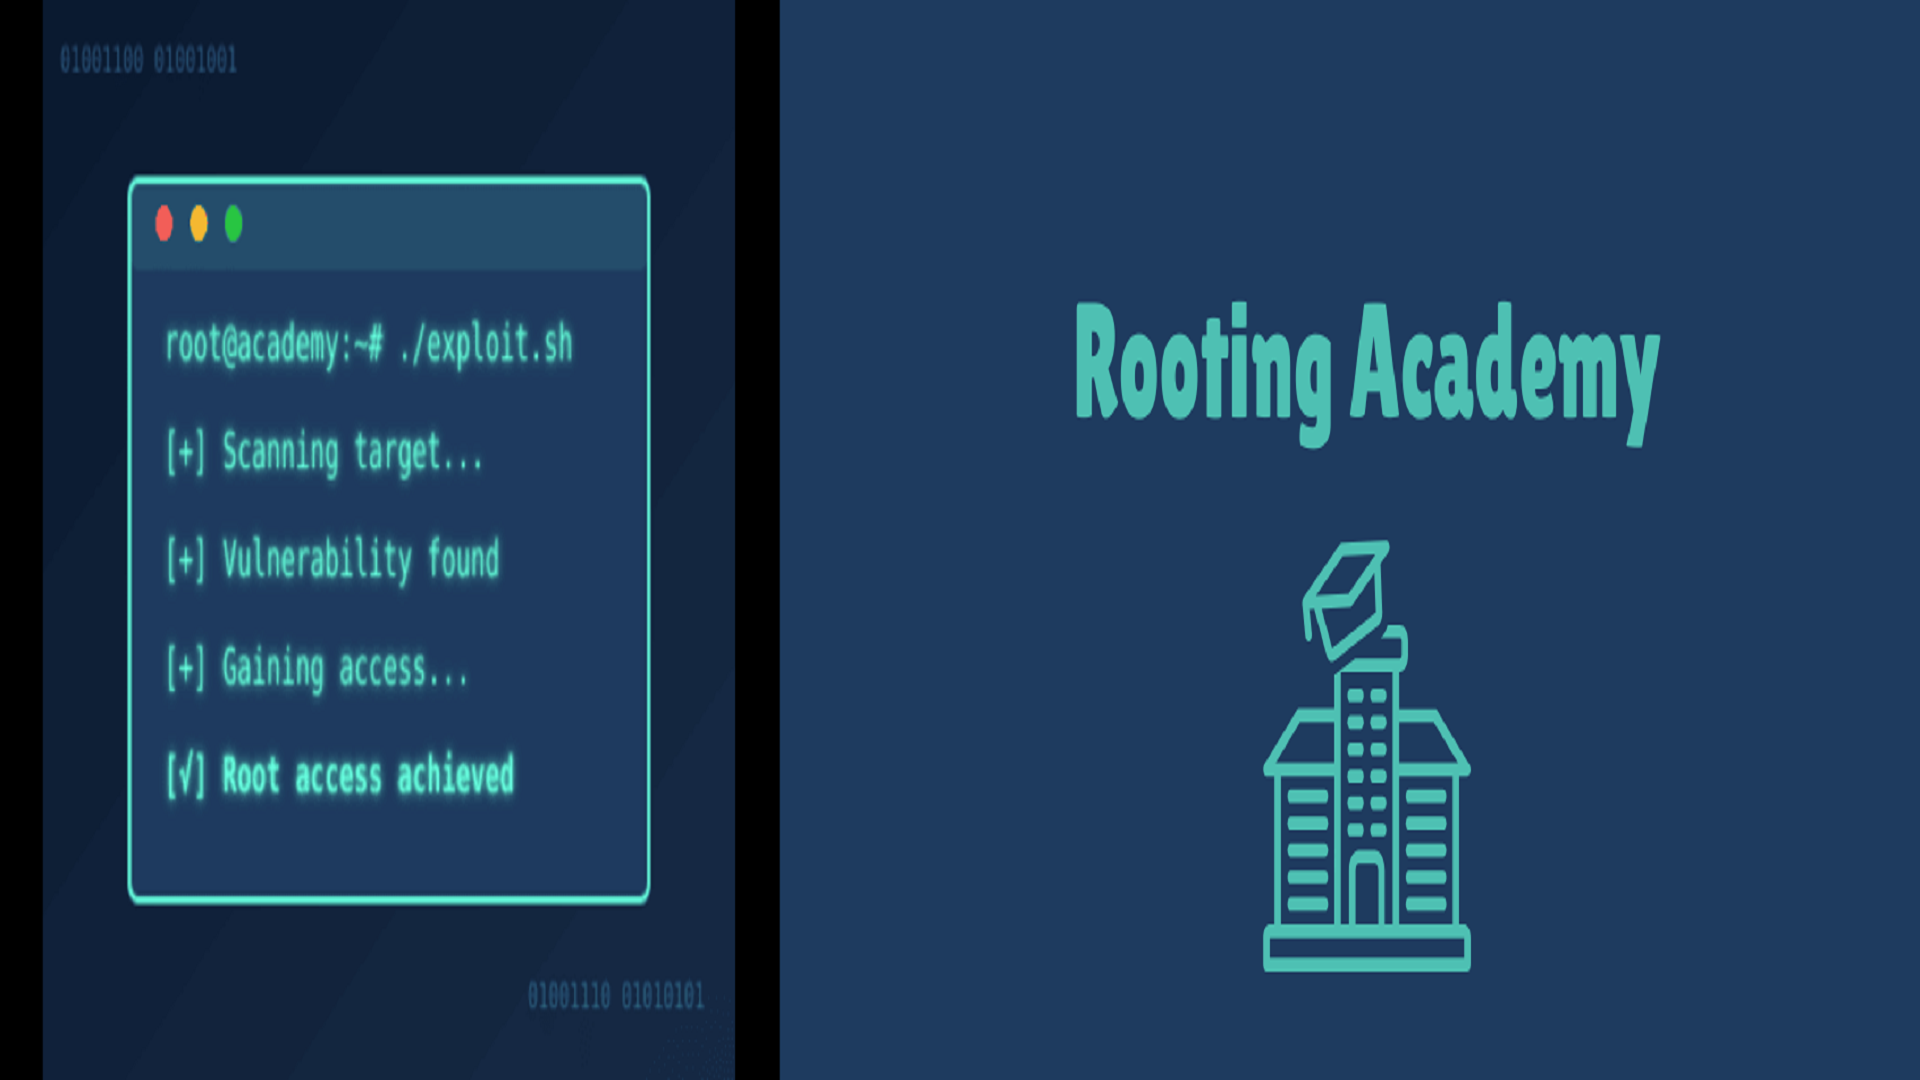 01001100 01001001
root@academy:~# ./exploit.sh
[+] Scanning target...
[+] Vulnerability found
[+] Gaining access...
[√] Root access achieved
01001110 01010101
Rooting Academy